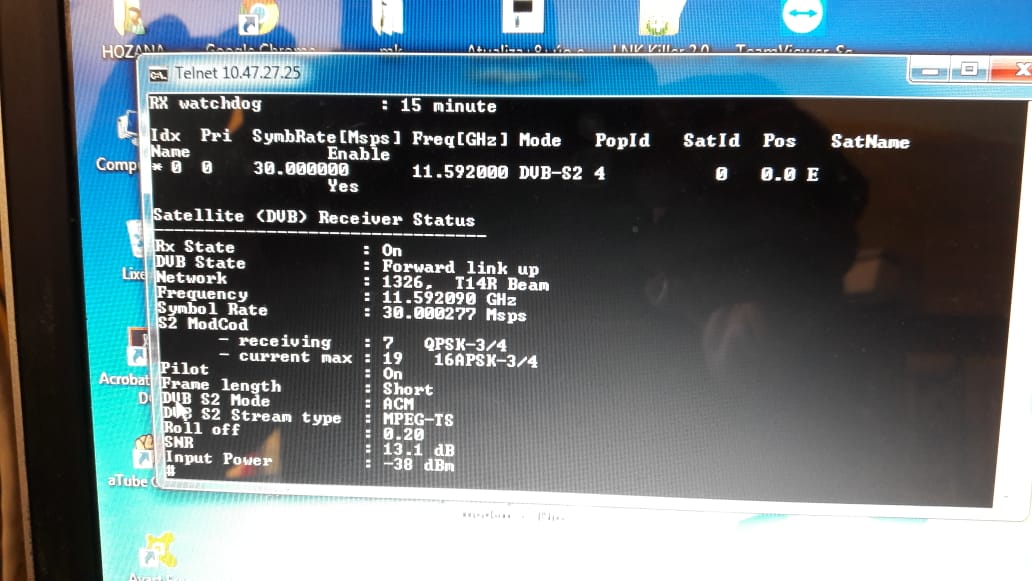 HOZANA
Google Chrome
mk
LNK Killer 2.0
TeamViewer
Telnet 10.47.27.25
RX watchdog : 15 minute
Idx Pri SymbRate[Msps] Freq[GHz] Mode PopId SatId Pos SatName
Name Enable
* 0 0 30.000000 11.592000 DVB-S2 4 0 0.0 E
Yes
Satellite (DVB) Receiver Status
---------------------------------
Rx State : On
DVB State : Forward link up
Network : 1326, T14R Beam
Frequency : 11.592090 GHz
Symbol Rate : 30.000277 Msps
S2 ModCod
- receiving : 7 QPSK-3/4
- current max : 19 16APSK-3/4
Pilot : On
Frame length : Short
DVB S2 Mode : ACM
DVB S2 Stream type : MPEG-TS
Roll off : 0.20
SNR : 13.1 dB
Input Power : -38 dBm
#
Comp
Lixe
Acrobat
aTube